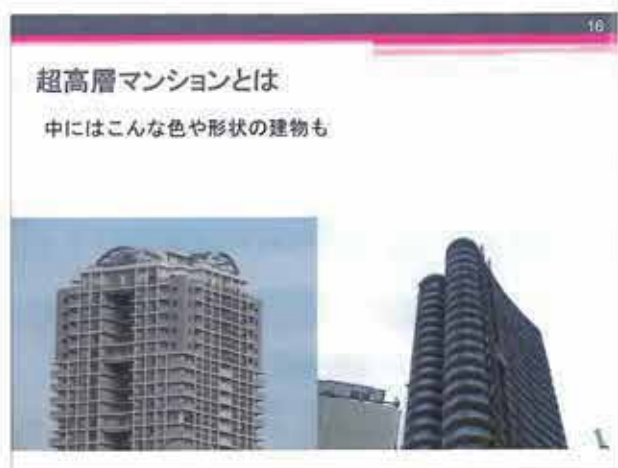 16
超高層マンションとは
中にはこんな色や形状の建物も